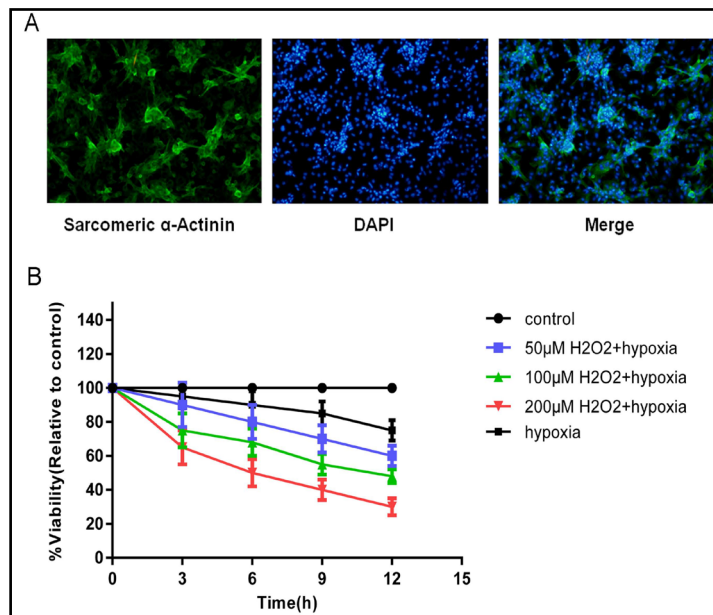 A
Sarcomeric α-Actinin
DAPI
Merge
B
%Viability(Relative to control)
140
120
100
80
60
40
20
0
0
3
6
9
12
15
Time(h)
control
50µM H2O2+hypoxia
100µM H2O2+hypoxia
200µM H2O2+hypoxia
hypoxia